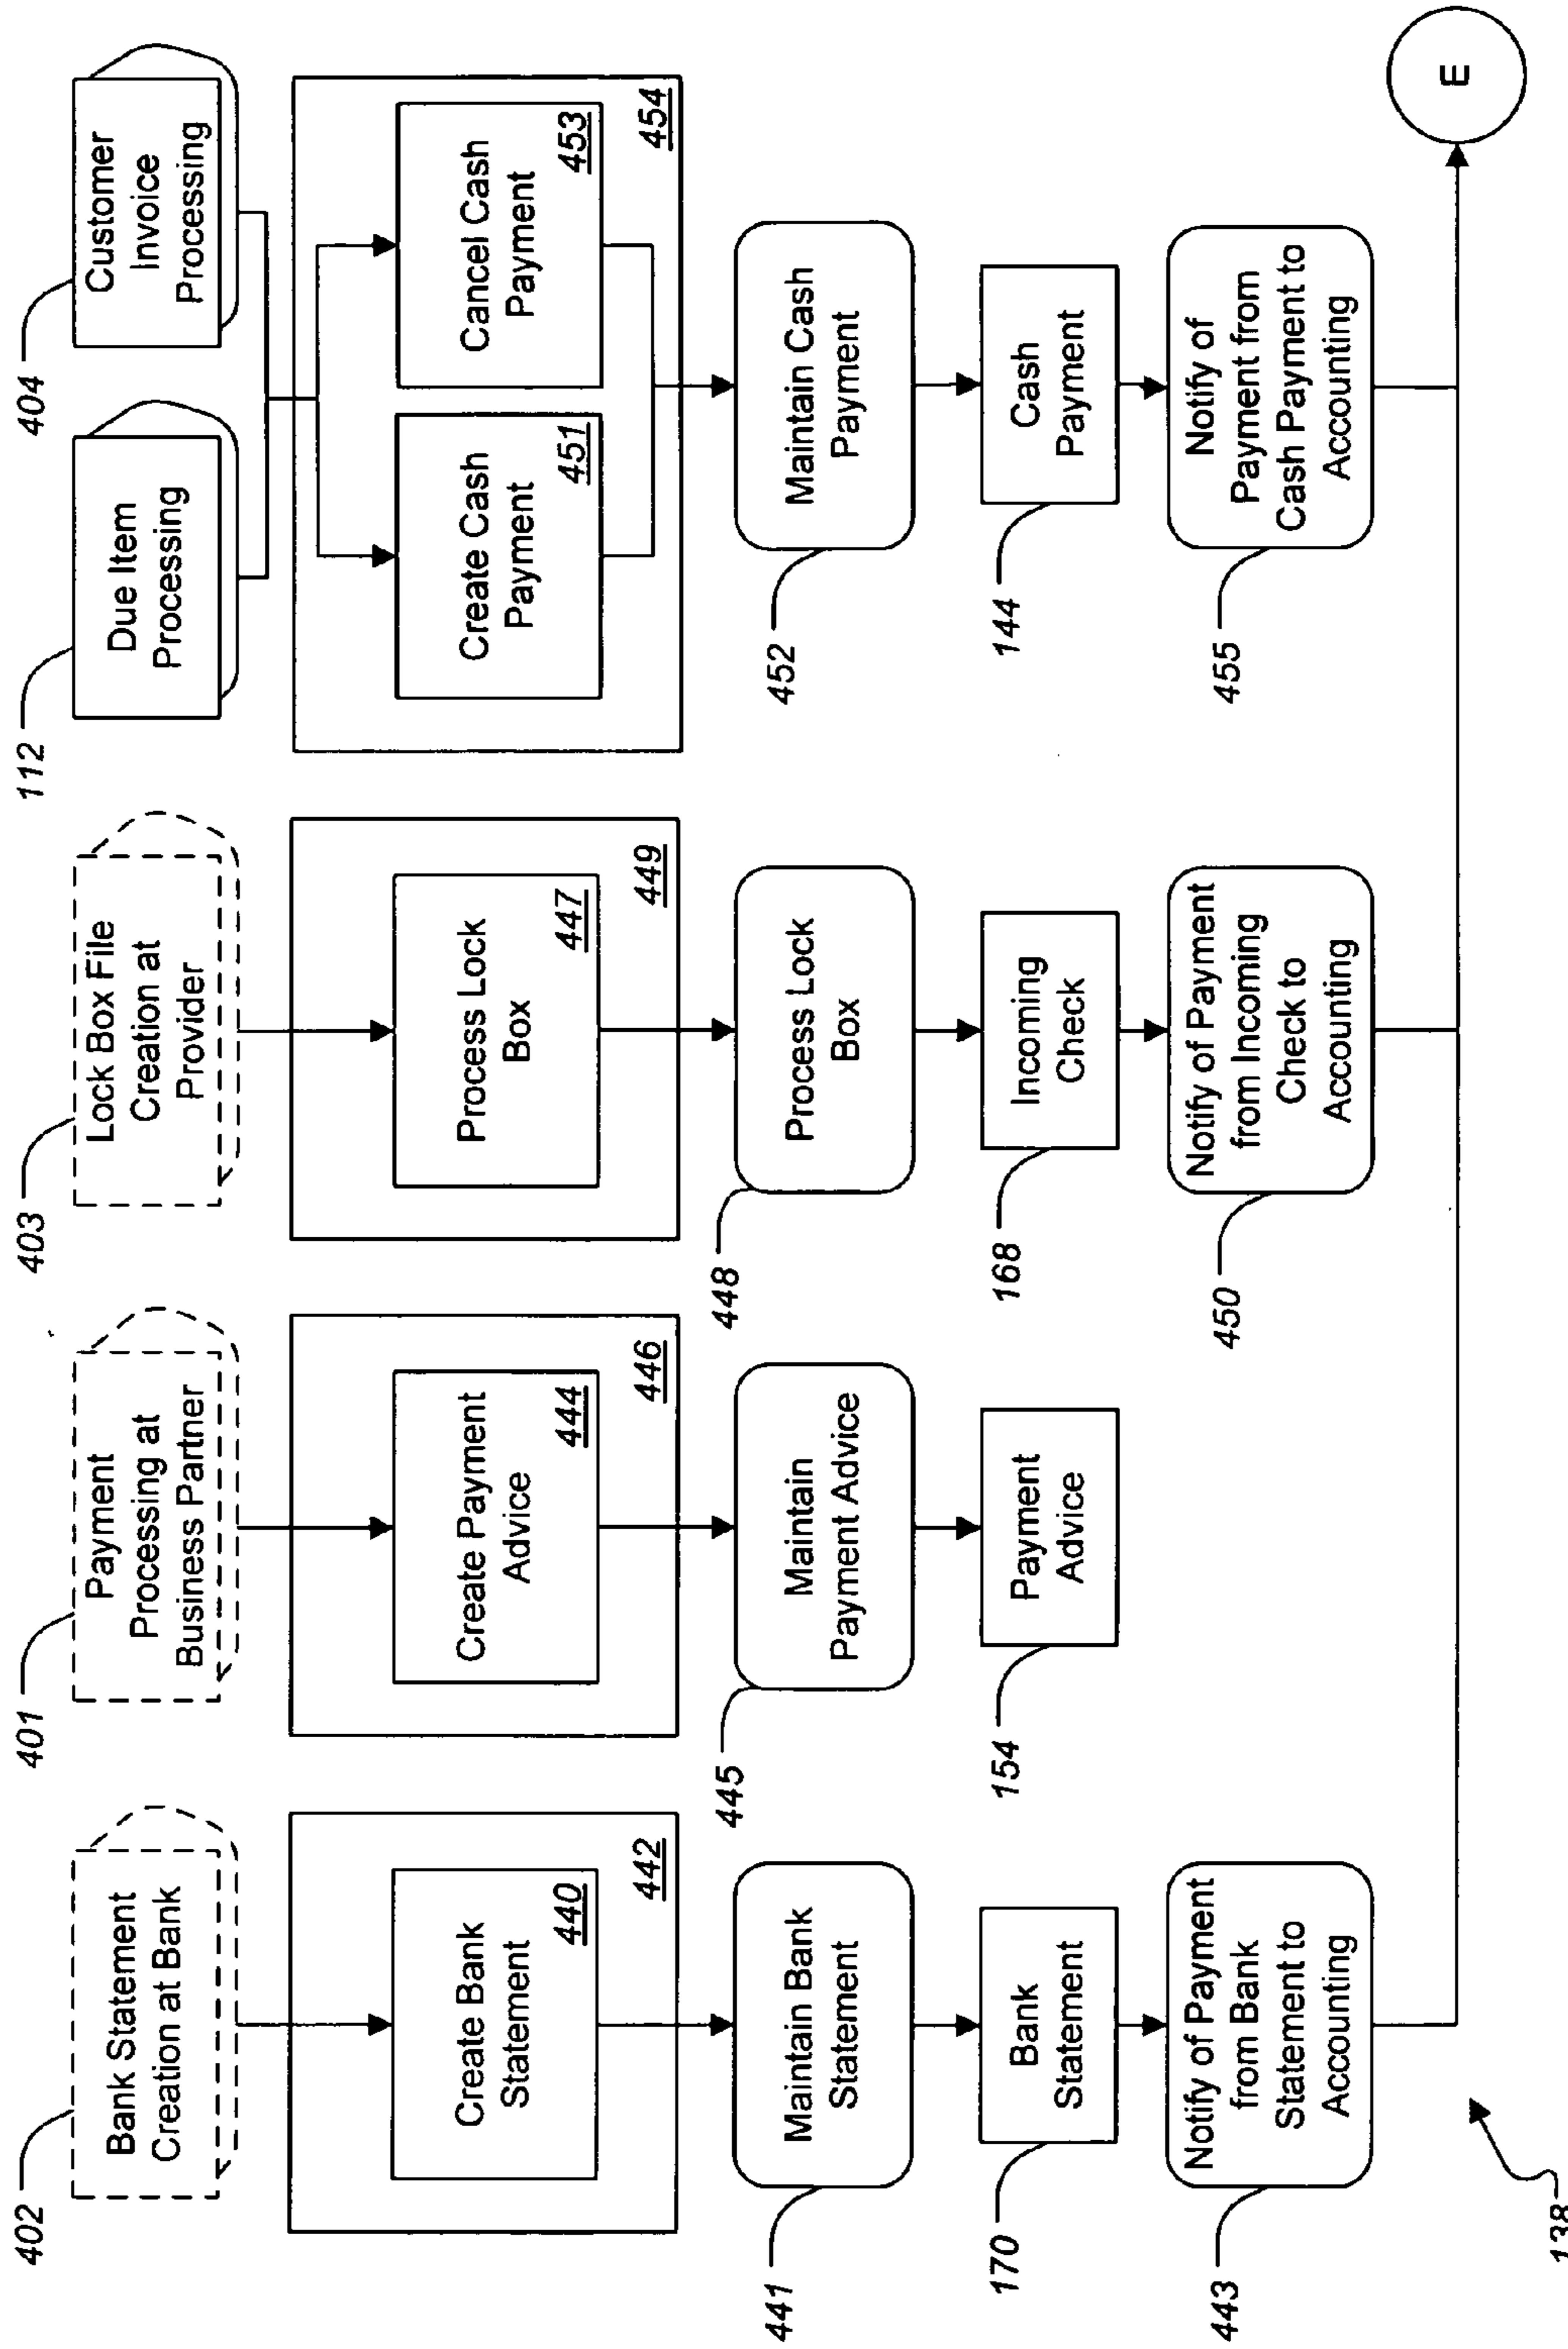 402
Bank Statement
Creation at Bank
401
Payment
Processing at
Business Partner
403
Lock Box File
Creation at
Provider
112
Due Item
Processing
404
Customer
Invoice
Processing
Create Bank
Statement
440
442
Create Payment
Advice
444
446
Process Lock
Box
447
449
Create Cash
Payment
451
Cancel Cash
Payment
453
454
441
Maintain Bank
Statement
445
Maintain
Payment Advice
448
Process Lock
Box
452
Maintain Cash
Payment
170
Bank
Statement
154
Payment
Advice
168
Incoming
Check
144
Cash
Payment
443
Notify of Payment
from Bank
Statement to
Accounting
450
Notify of Payment
from Incoming
Check to
Accounting
455
Notify of
Payment from
Cash Payment to
Accounting
E
138